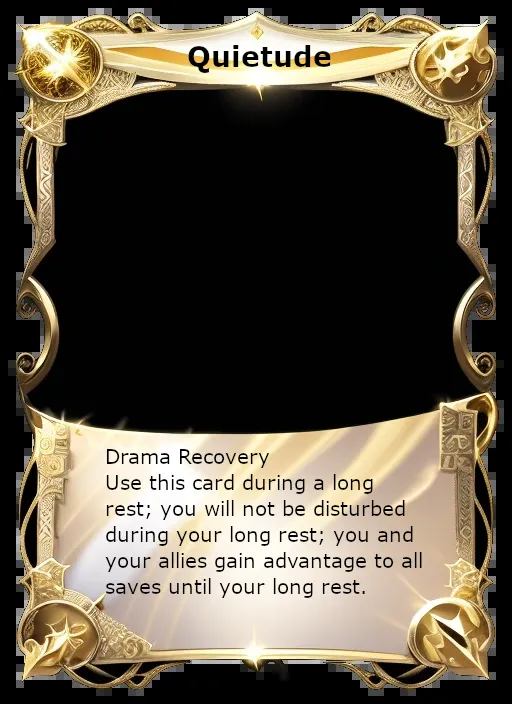 Quietude
Drama Recovery
Use this card during a long
rest; you will not be disturbed
during your long rest; you and
your allies gain advantage to all
saves until your long rest.